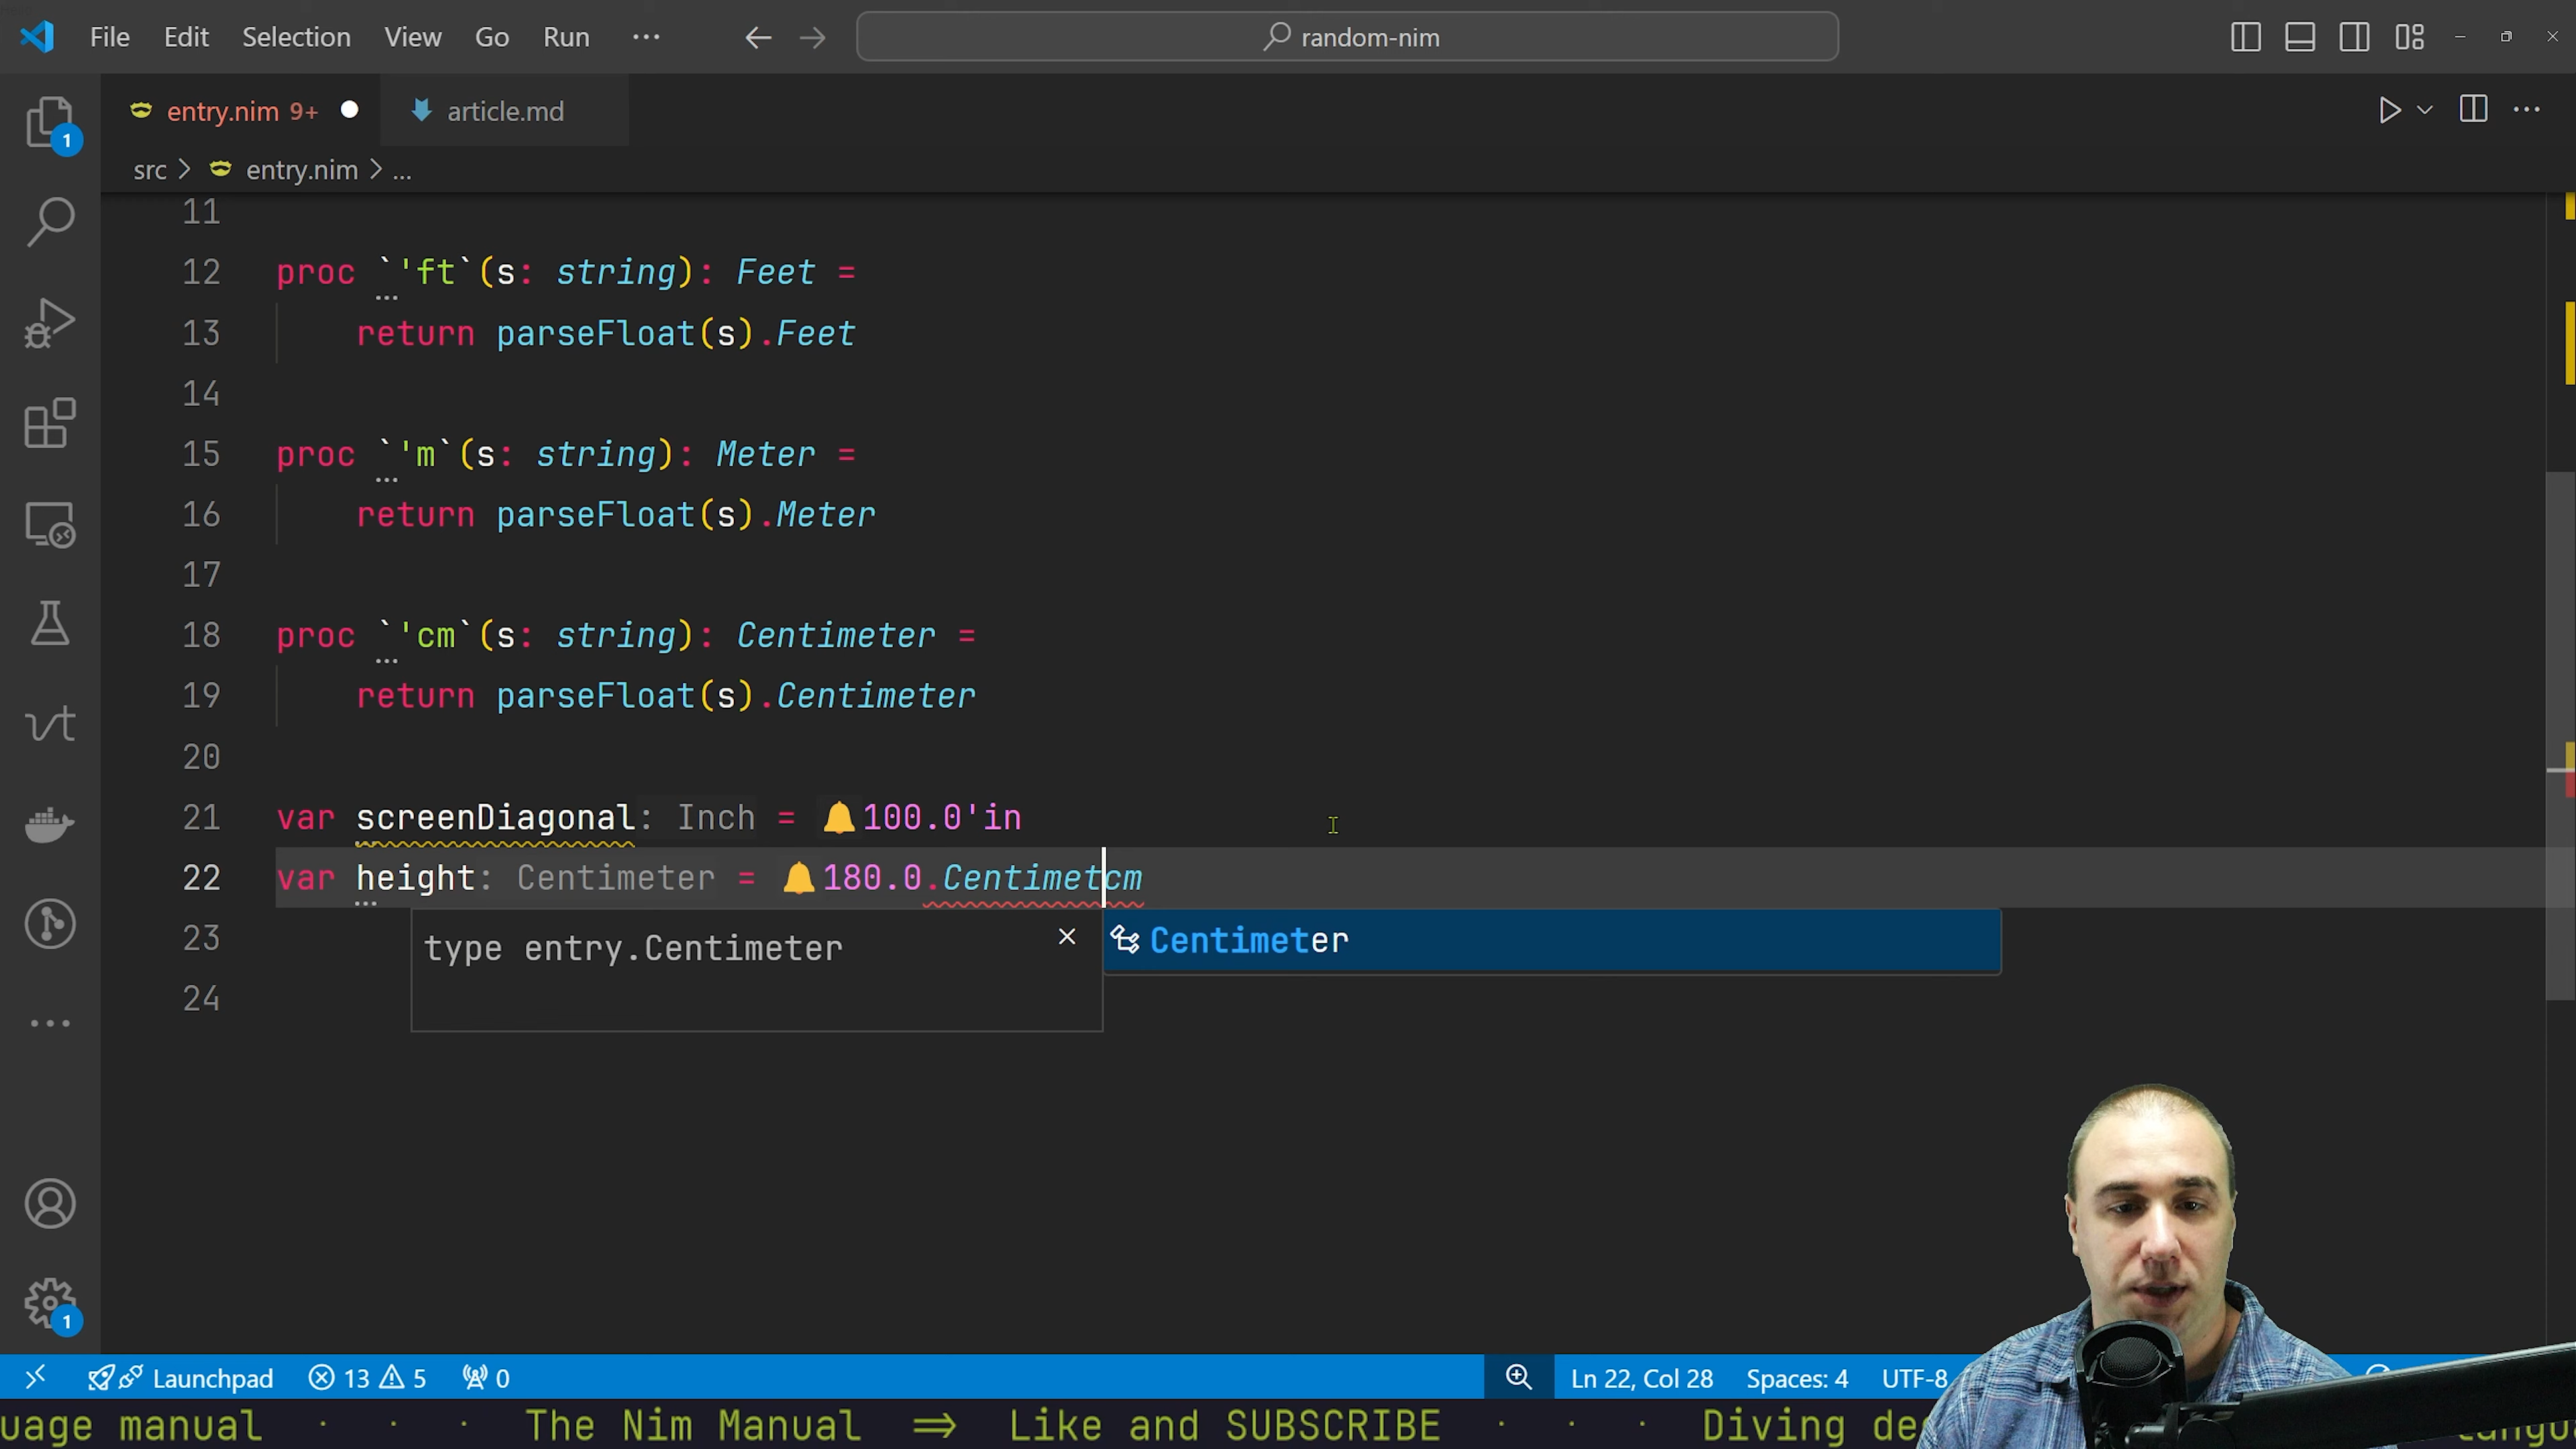 File Edit Selection View Go Run ··· random-nim
entry.nim 9+ article.md
src > entry.nim > ...
11
12 proc `'ft`(s: string): Feet =
13 return parseFloat(s).Feet
14
15 proc `'m`(s: string): Meter =
16 return parseFloat(s).Meter
17
18 proc `'cm`(s: string): Centimeter =
19 return parseFloat(s).Centimeter
20
21 var screenDiagonal: Inch = 100.0'in
22 var height: Centimeter = 180.0.Centimetcm
23 type entry.Centimeter × Centimeter
24
1
1
Launchpad 13 5 0 Ln 22, Col 28 Spaces: 4 UTF-8
uage manual · · · The Nim Manual => Like and SUBSCRIBE · · · Diving